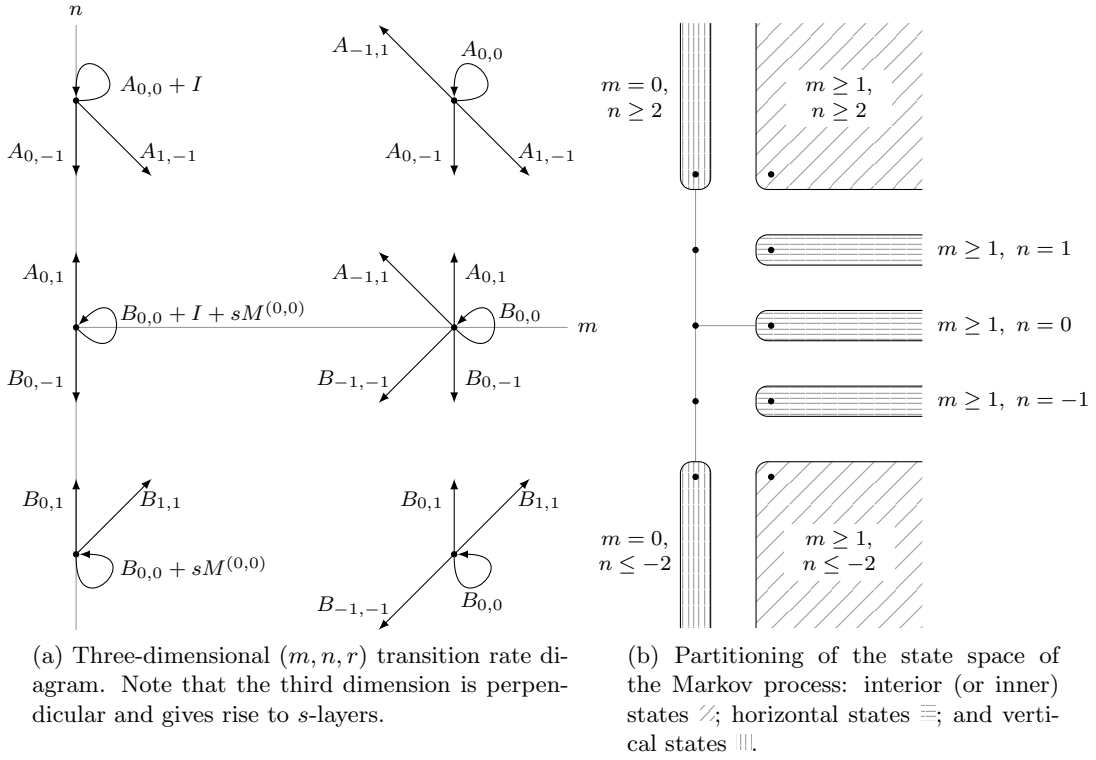 n
$A_{0,0} + I$
$A_{0,-1}$
$A_{1,-1}$
$A_{-1,1}$
$A_{0,0}$
$A_{0,-1}$
$A_{1,-1}$
$A_{0,1}$
$B_{0,0} + I + sM^{(0,0)}$
$B_{0,-1}$
$A_{-1,1}$
$A_{0,1}$
$B_{0,0}$
m
$B_{-1,-1}$
$B_{0,-1}$
$B_{0,1}$
$B_{1,1}$
$B_{0,0} + sM^{(0,0)}$
$B_{0,1}$
$B_{1,1}$
$B_{-1,-1}$
$B_{0,0}$
(a) Three-dimensional (m, n, r) transition rate di-
agram. Note that the third dimension is perpen-
dicular and gives rise to s-layers.
m = 0,
n ≥ 2
m ≥ 1,
n ≥ 2
m ≥ 1, n = 1
m ≥ 1, n = 0
m ≥ 1, n = −1
m = 0,
n ≤ −2
m ≥ 1,
n ≤ −2
(b) Partitioning of the state space of
the Markov process: interior (or inner)
states ; horizontal states ; and verti-
cal states .